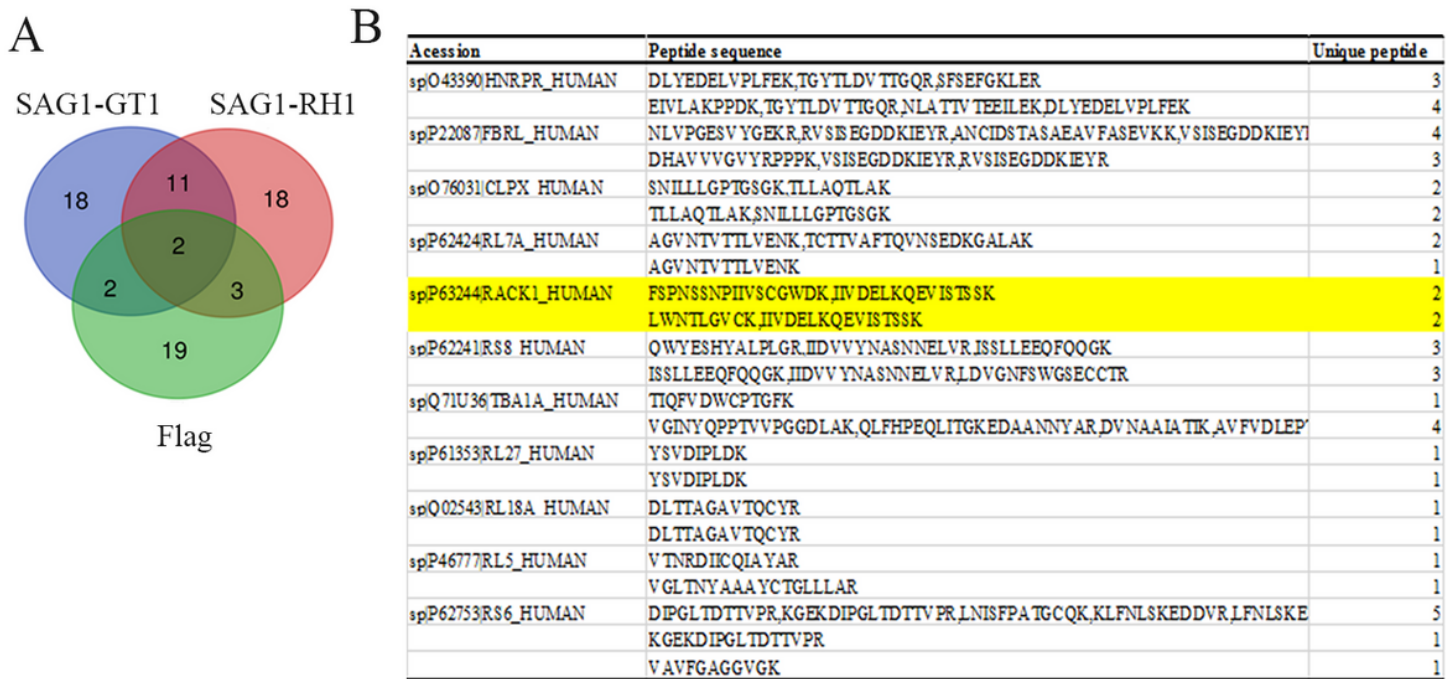 A
B
SAG1-GT1 SAG1-RH1
18
11
18
2
2
3
19
Flag
Acession Peptide sequence Unique peptide
sp|O43390|HNRPR_HUMAN DLYEDELVPLFEK,TGYTLDVTTGQR,SFSEFGKLER 3
EIVLAKPPDK,TGYTLDVTTGQR,NLATTVTEEILEK,DLYEDELVPLFEK 4
sp|P22087|FBRL_HUMAN NLVPGESVYGEKR,RVSISEGDDKIEYR,ANCIDSTASAEAVFASEVKK,VSISEGDDKIEY 4
DHAVVVGVYRPPPK,VSISEGDDKIEYR,RVSISEGDDKIEYR 3
sp|O76031|CLPX_HUMAN SNILLLGPTGSGK,TLLAQTLAK 2
TLLAQTLAK,SNILLLGPTGSGK 2
sp|P62424|RL7A_HUMAN AGVNTVTTLVENK,TCTTVAFTQVNSEDKGALAK 2
AGVNTVTTLVENK 1
sp|P63244|RACK1_HUMAN FSPNSSNPIIVSCGWDK,IIVDELKQEVISTSSK 2
LWNTLGVCK,IIVDELKQEVISTSSK 2
sp|P62241|RS8_HUMAN QWYESHYALPLGR,IIDVVYNASNNELVR,ISSLLEEQFQQGK 3
ISSLLEEQFQQGK,IIDVVYNASNNELVR,LDVGNFSWGSECCTR 3
sp|Q71U36|TBA1A_HUMAN TIQFVDWCPTGFK 1
VGINYQPPTVVPGGDLAK,QLFHPEQLITGKEDAANNYAR,DVNAAIATIK,AVFVDLEP 4
sp|P61353|RL27_HUMAN YSVDIPLDK 1
YSVDIPLDK 1
sp|Q02543|RL18A_HUMAN DLTTAGAVTQCYR 1
DLTTAGAVTQCYR 1
sp|P46777|RL5_HUMAN VTNRDIICQIAYAR 1
VGLTNYAAAYCTGLLLAR 1
sp|P62753|RS6_HUMAN DIPGLTDTTVPR,KGEKDIPGLTDTTVPR,LNISFPATGCQK,KLFNLSKEDDVR,LFNLSKE 5
KGEKDIPGLTDTTVPR 1
VAVFGAGGVGK 1